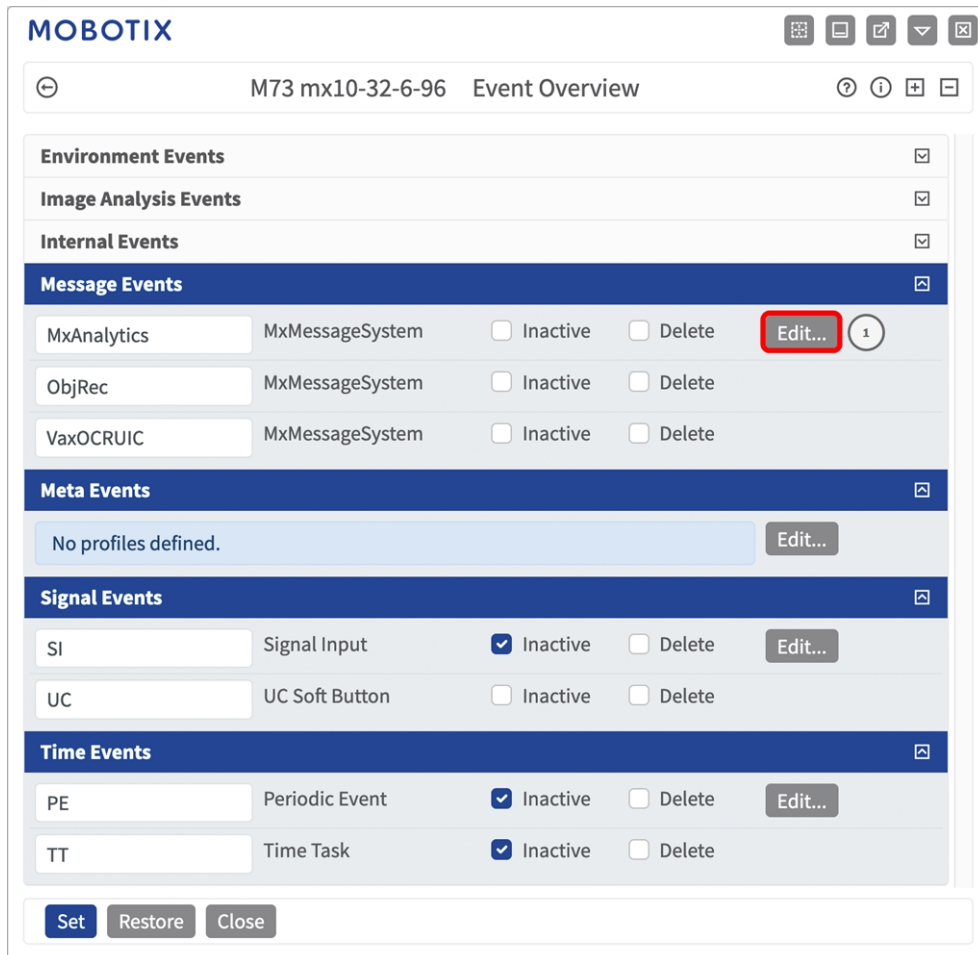 MOBOTIX
M73 mx10-32-6-96 Event Overview
Environment Events
Image Analysis Events
Internal Events
Message Events
MxAnalytics MxMessageSystem Inactive Delete Edit... 1
ObjRec MxMessageSystem Inactive Delete
VaxOCRUIC MxMessageSystem Inactive Delete
Meta Events
No profiles defined. Edit...
Signal Events
SI Signal Input Inactive Delete Edit...
UC UC Soft Button Inactive Delete
Time Events
PE Periodic Event Inactive Delete Edit...
TT Time Task Inactive Delete
Set Restore Close